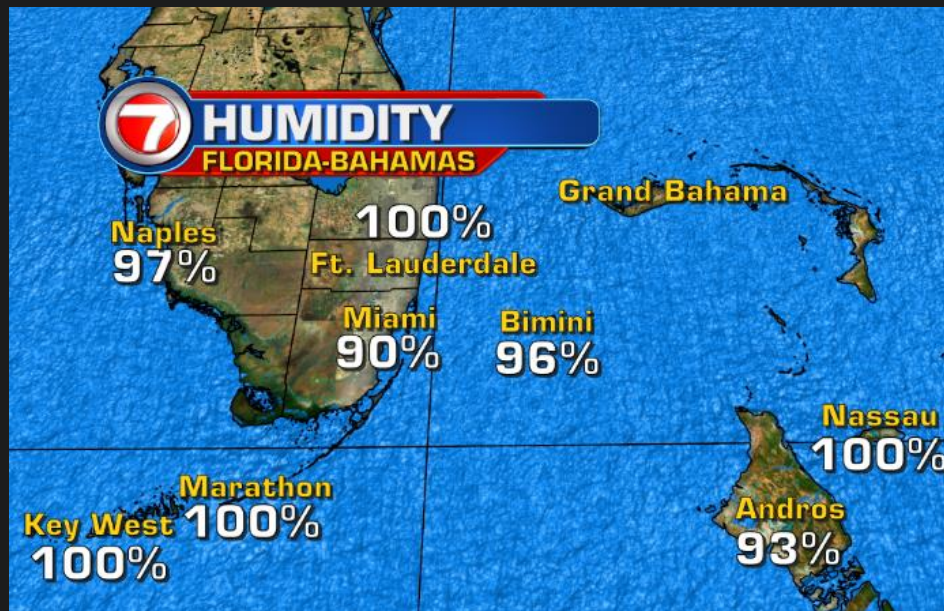 7
HUMIDITY
FLORIDA-BAHAMAS
Grand Bahama
Naples
97%
100%
Ft. Lauderdale
Miami
90%
Bimini
96%
Nassau
100%
Marathon
100%
Key West
100%
Andros
93%